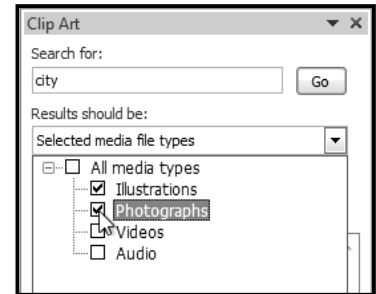 Clip Art
Search for:
city
Go
Results should be:
Selected media file types
All media types
Illustrations
Photographs
Videos
Audio